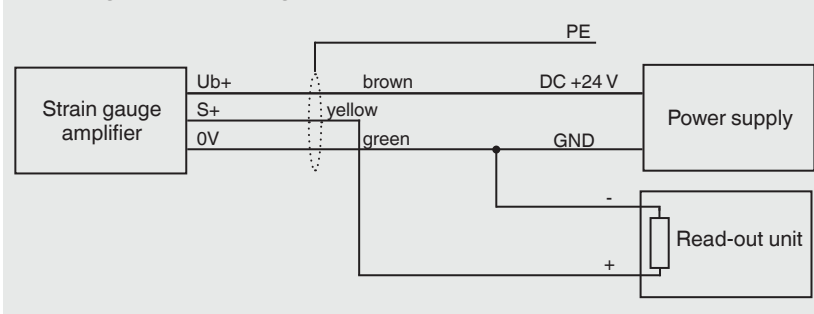 PE
Ub+
brown
DC +24 V
Strain gauge
amplifier
S+
yellow
Power supply
0V
green
GND
-
Read-out unit
+